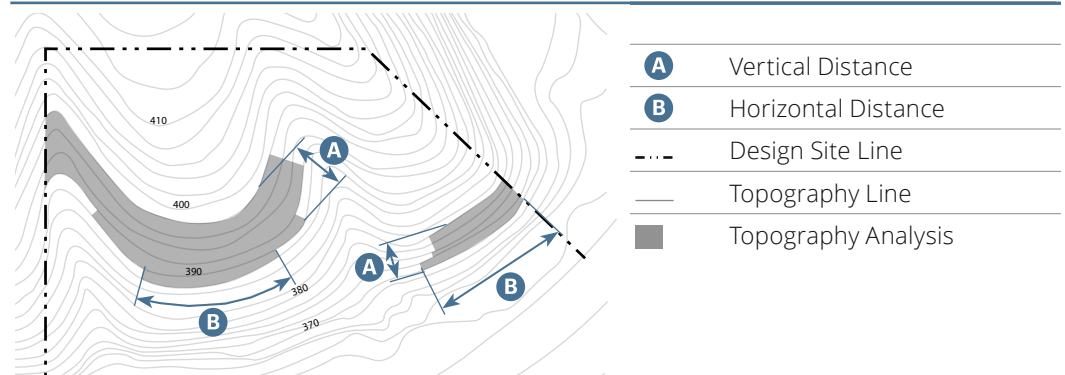 410
A
400
A
390
B
380
370
B
A Vertical Distance
B Horizontal Distance
Design Site Line
Topography Line
Topography Analysis